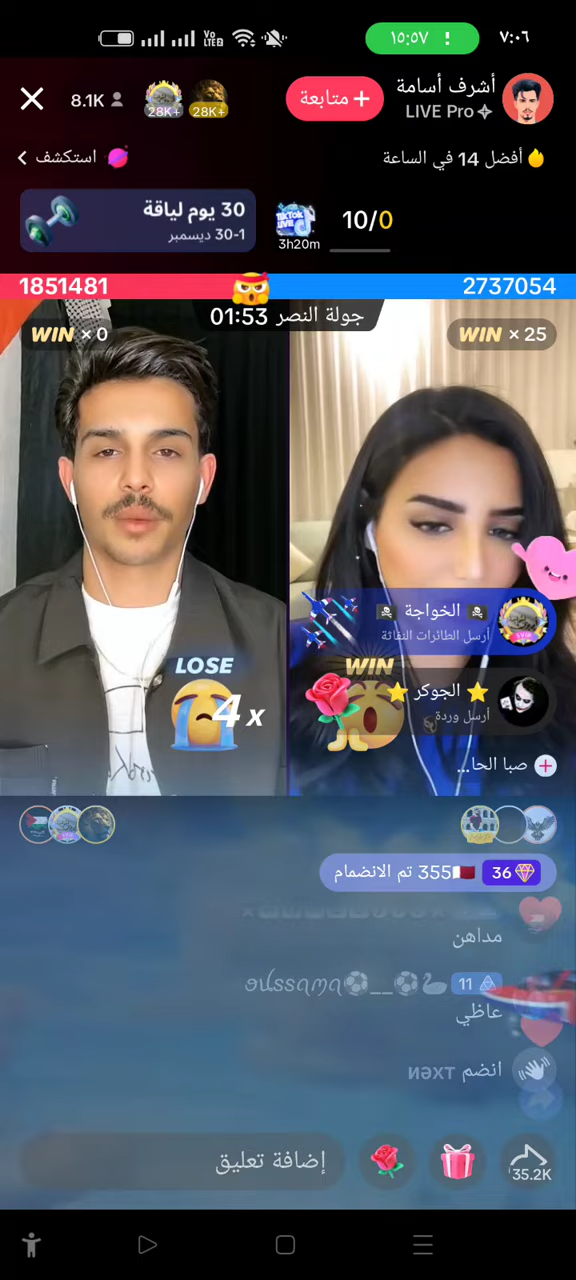 ١٥:٥٧ ٧:٠٦
أشرف أسامة
LIVE Pro
+ متابعة
28K+ 28K+
8.1K
أفضل 14 في الساعة
استكشف
10/0
TikTok LIVE
3h20m
30 يوم لياقة
1-30 ديسمبر
1851481 2737054
جولة النصر 01:53
WIN × 0
WIN × 25
الخواجة
أرسل الطائرات النفاثة
LOSE
4 x
WIN
الجوكر
أرسل وردة
صبا الحا...
36 355 تم الانضمام
مداهن
11
عاظي
انضم
إضافة تعليق
35.2K